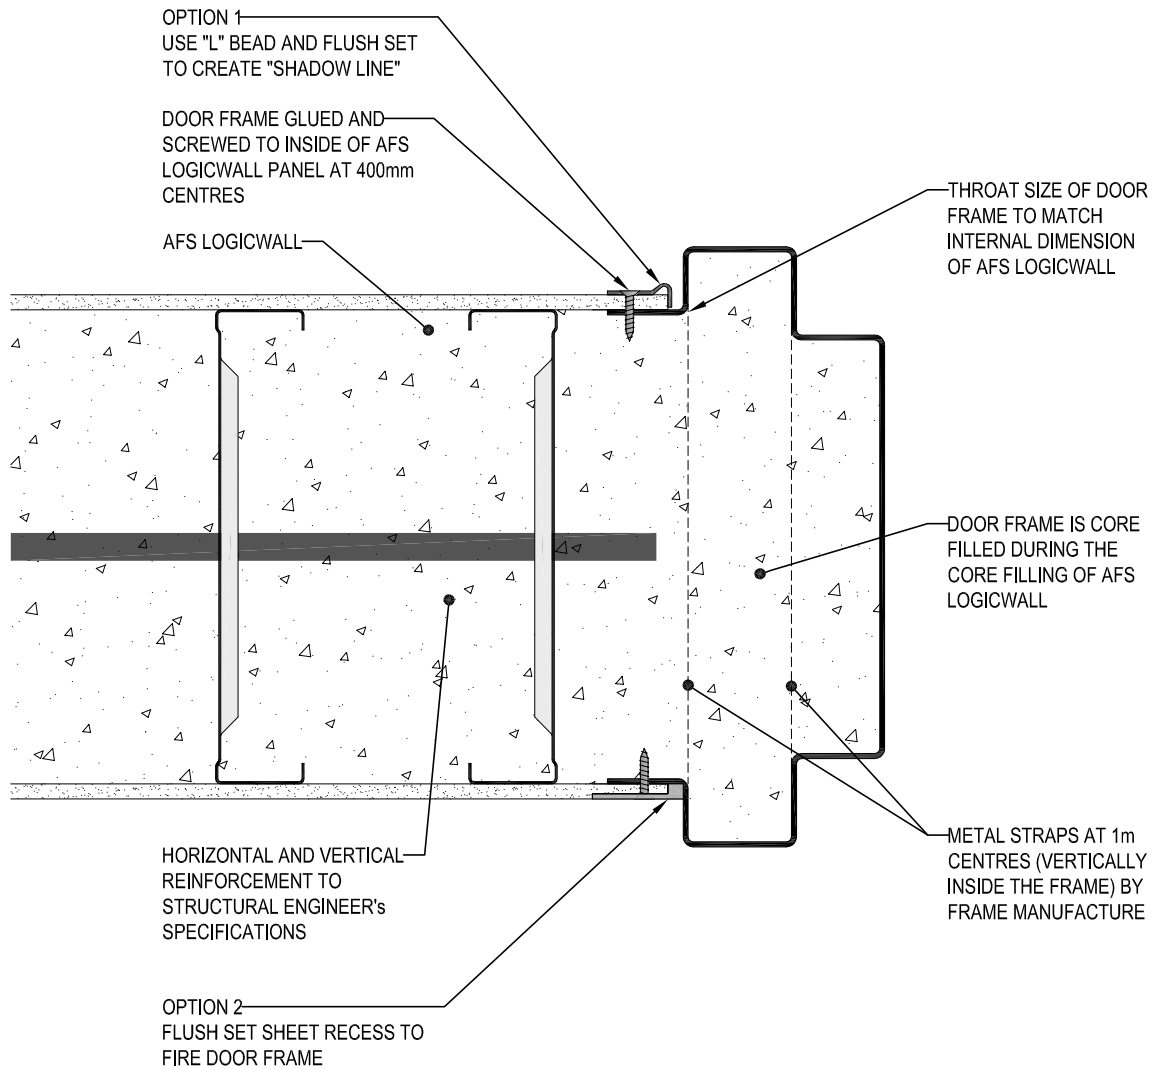 OPTION 1
USE "L" BEAD AND FLUSH SET
TO CREATE "SHADOW LINE"
DOOR FRAME GLUED AND
SCREWED TO INSIDE OF AFS
LOGICWALL PANEL AT 400mm
CENTRES
AFS LOGICWALL
THROAT SIZE OF DOOR
FRAME TO MATCH
INTERNAL DIMENSION
OF AFS LOGICWALL
DOOR FRAME IS CORE
FILLED DURING THE
CORE FILLING OF AFS
LOGICWALL
METAL STRAPS AT 1m
CENTRES (VERTICALLY
INSIDE THE FRAME) BY
FRAME MANUFACTURE
HORIZONTAL AND VERTICAL
REINFORCEMENT TO
STRUCTURAL ENGINEER's
SPECIFICATIONS
OPTION 2
FLUSH SET SHEET RECESS TO
FIRE DOOR FRAME